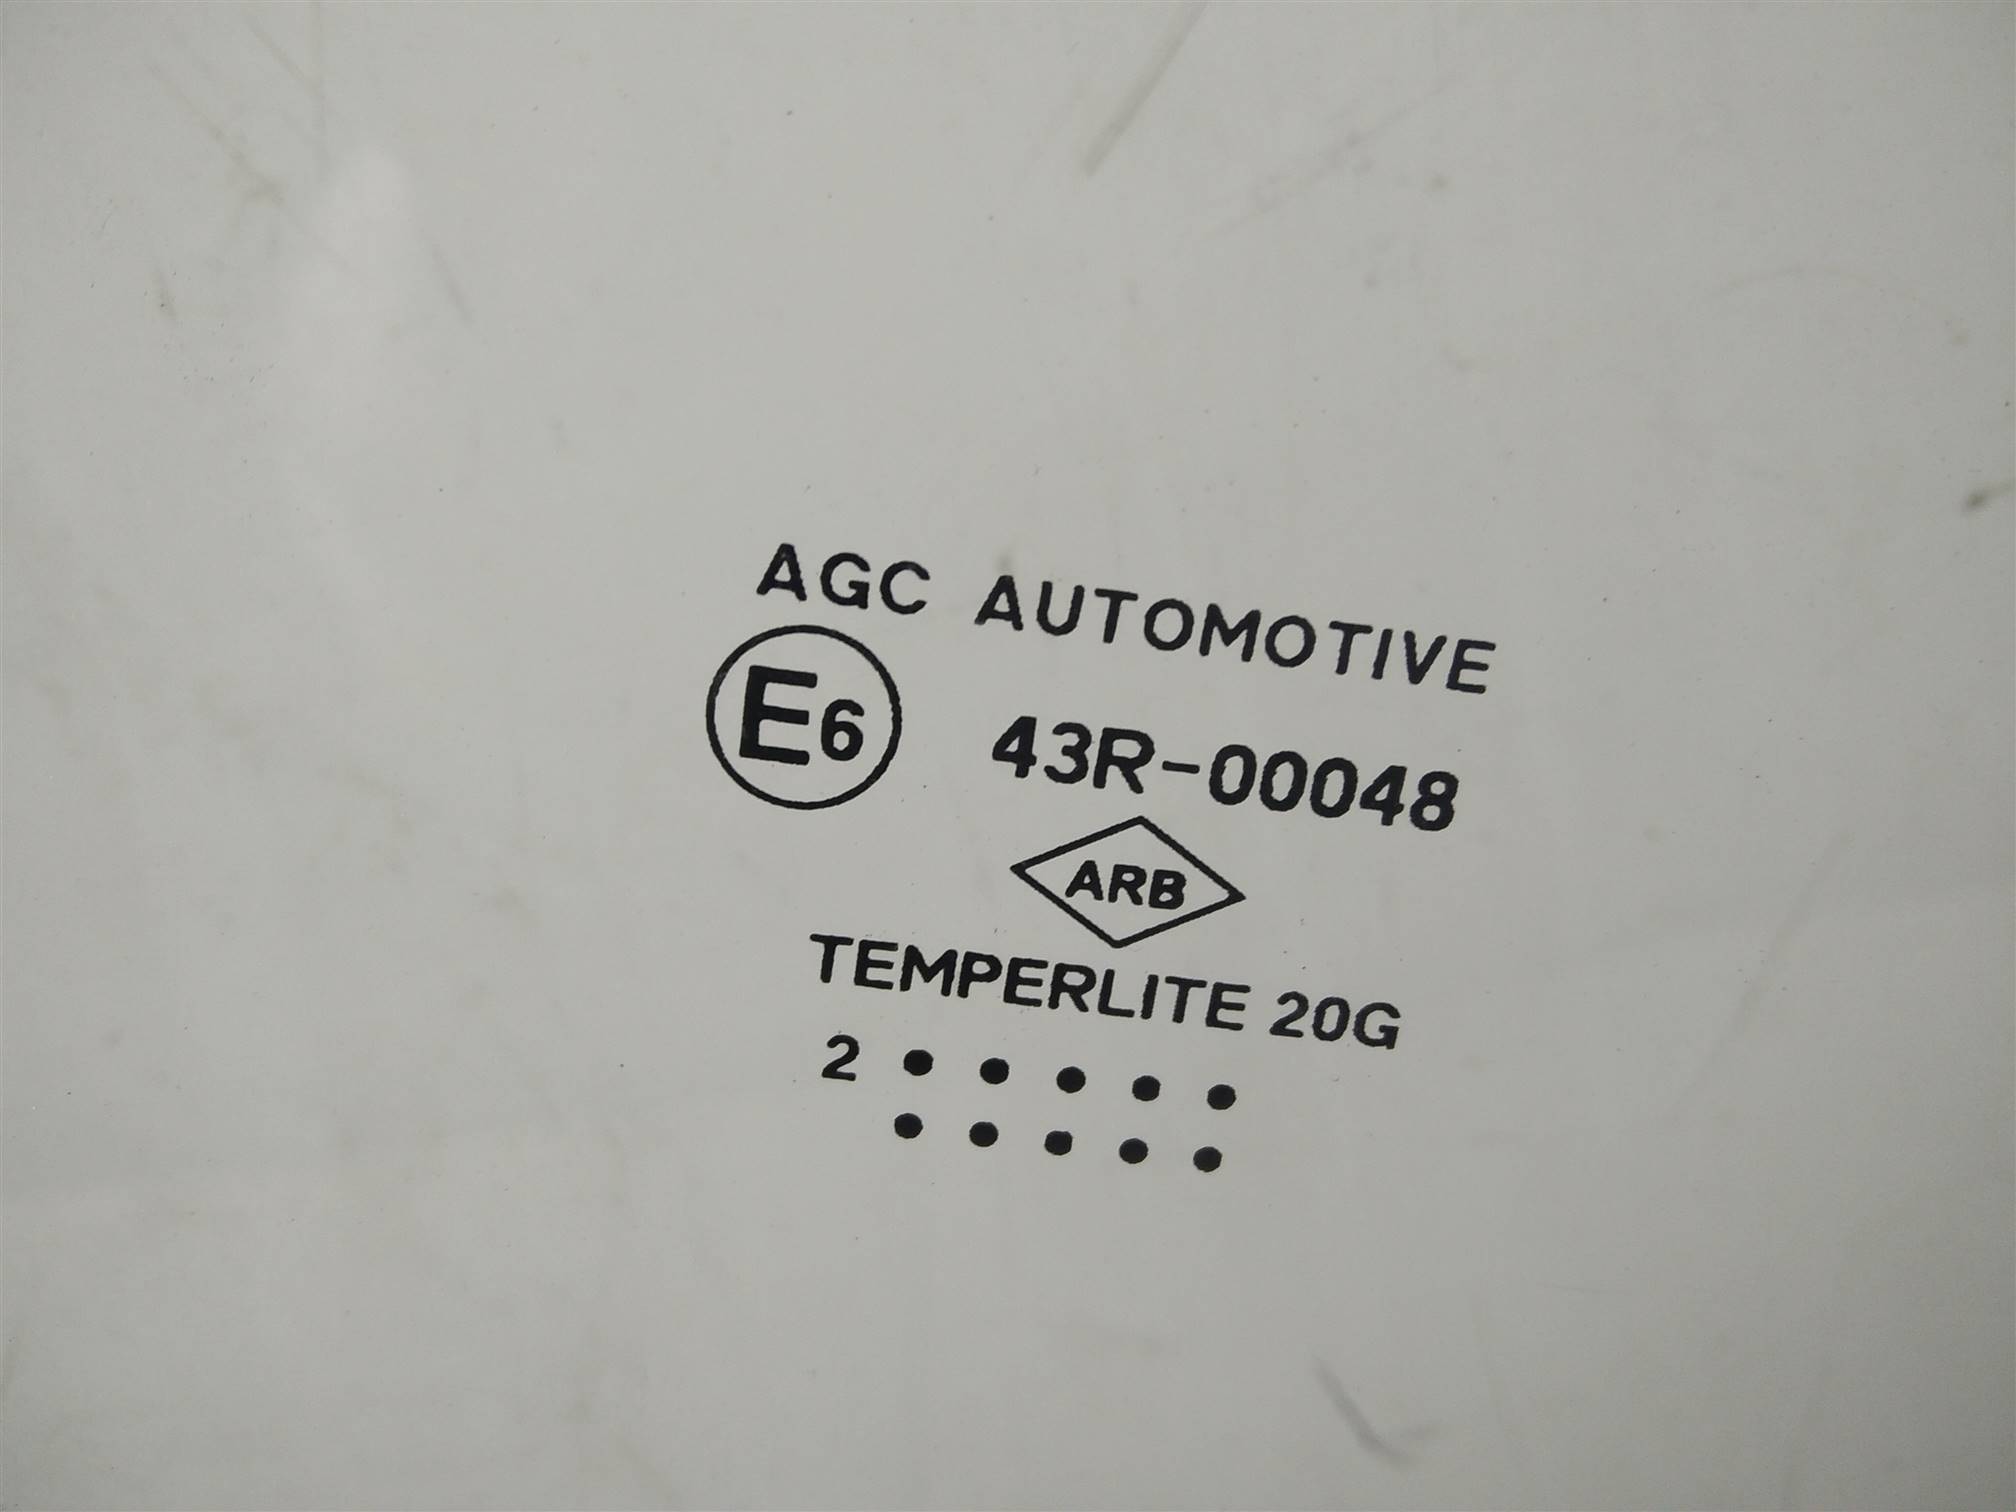 AGC AUTOMOTIVE
E6 43R-00048
ARB
TEMPERLITE 20G
2 • • • • •
• • • • •